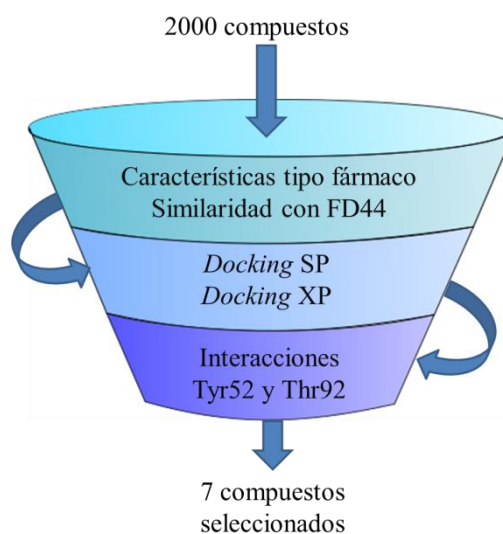 2000 compuestos
Características tipo fármaco
Similaridad con FD44
Docking SP
Docking XP
Interacciones
Tyr52 y Thr92
7 compuestos
seleccionados